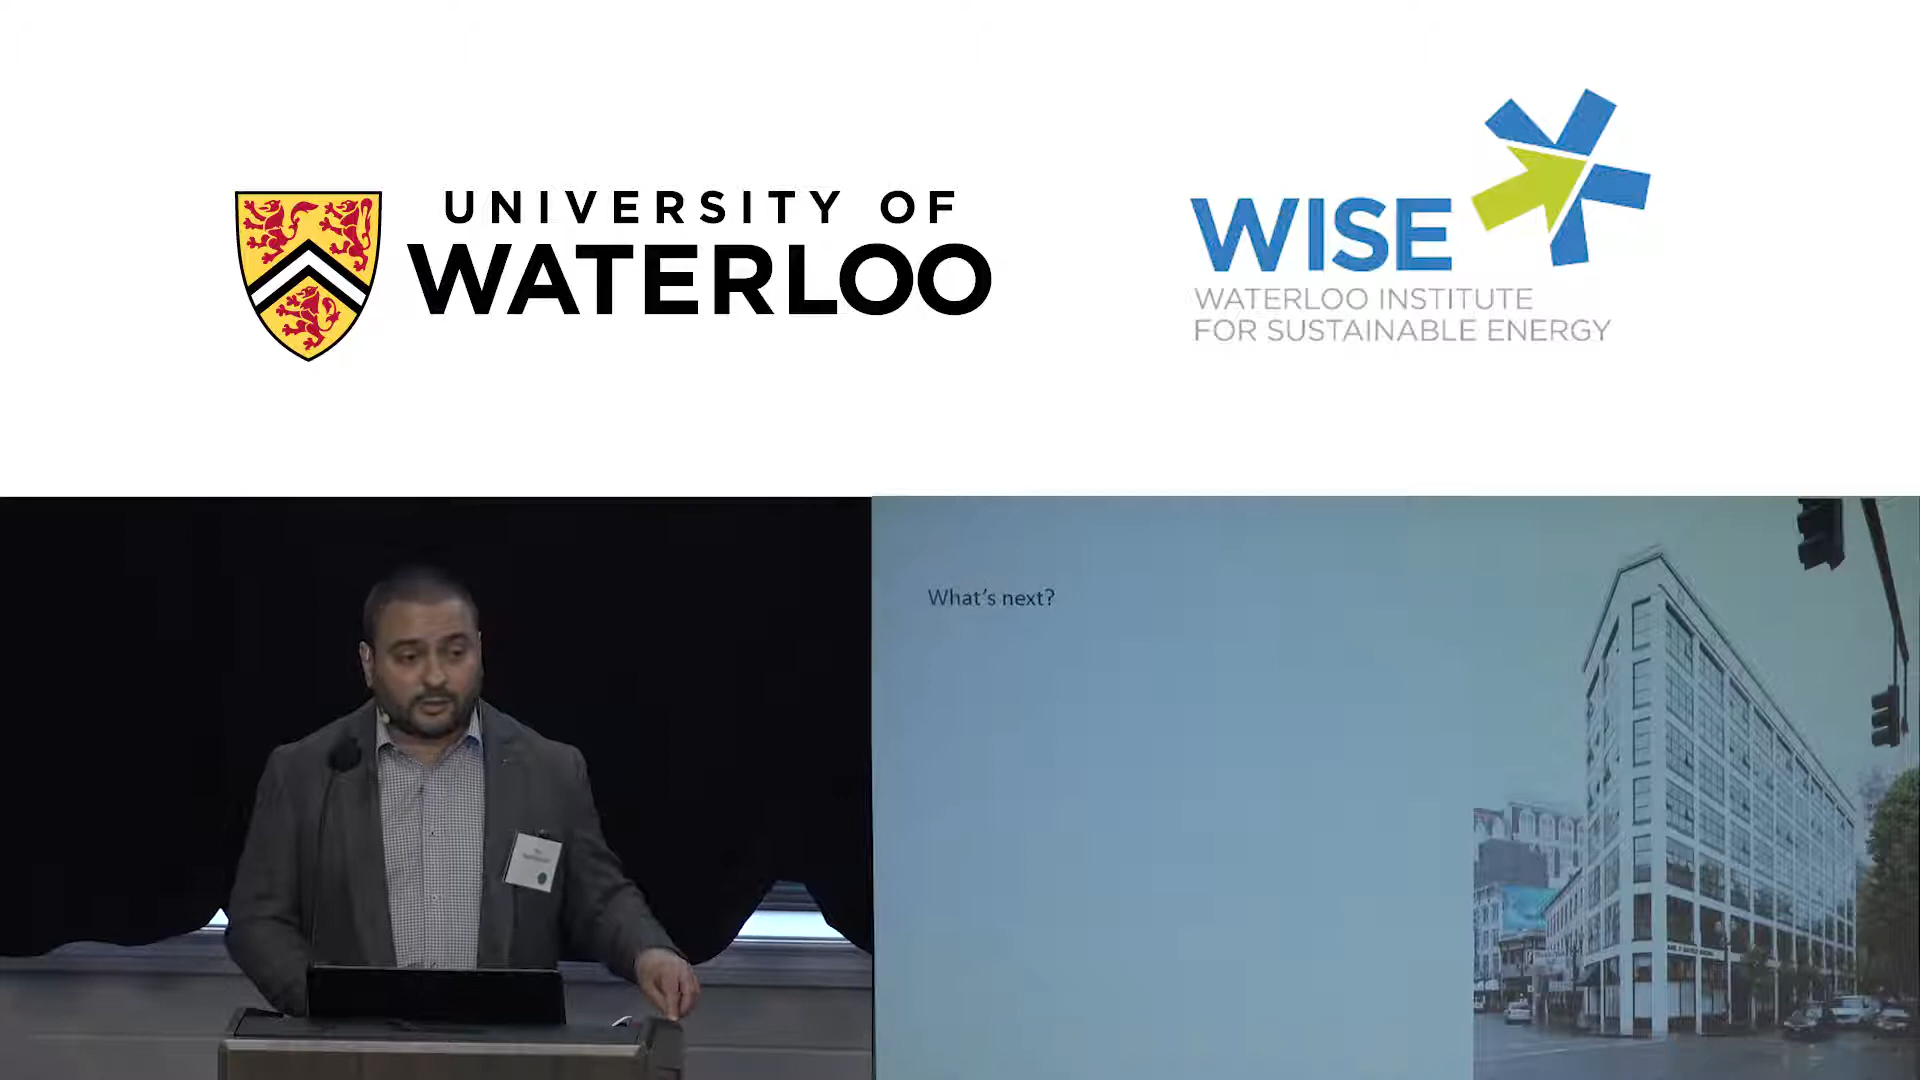 UNIVERSITY OF
WATERLOO
WISE
WATERLOO INSTITUTE
FOR SUSTAINABLE ENERGY
What's next?